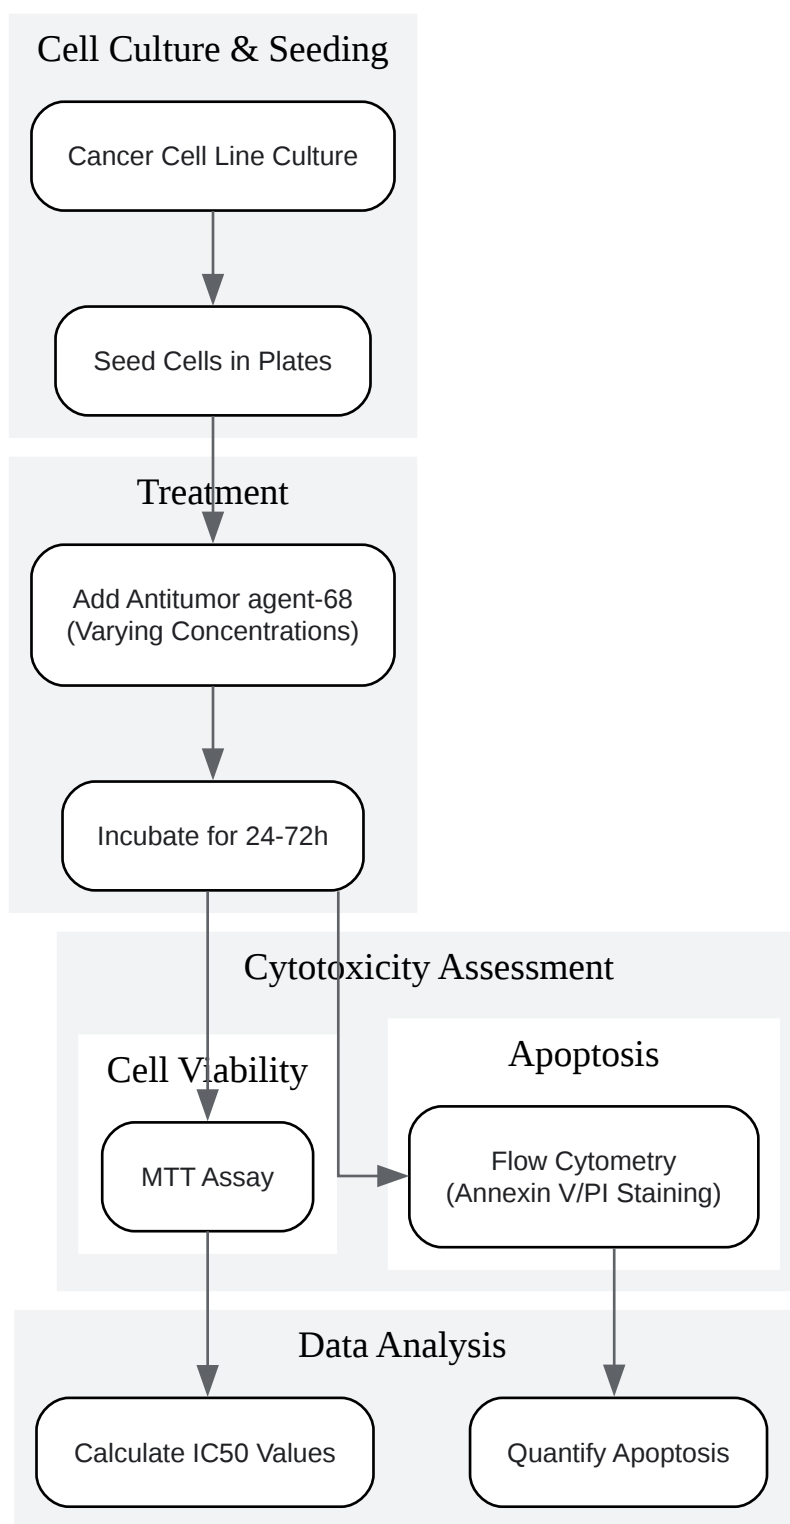 Cell Culture & Seeding
Cancer Cell Line Culture
Seed Cells in Plates
Treatment
Add Antitumor agent-68
(Varying Concentrations)
Incubate for 24-72h
Cytotoxicity Assessment
Cell Viability
MTT Assay
Apoptosis
Flow Cytometry
(Annexin V/PI Staining)
Data Analysis
Calculate IC50 Values
Quantify Apoptosis